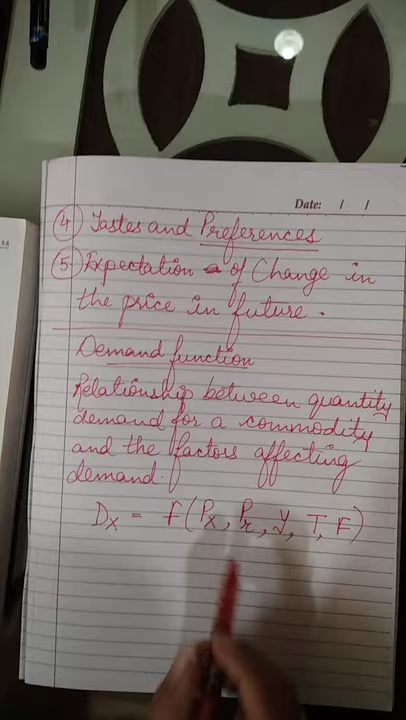 Date: / /
④ Tastes and Preferences
⑤ Expectation of Change in
the price in future.
Demand function
Relationship between quantity
demand for a commodity
and the factors affecting
demand.
Dx = f(Px, Pr, Y, T, F)